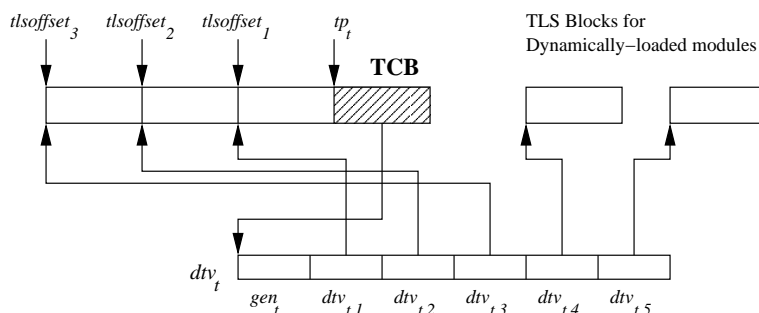 tlsoffset3 tlsoffset2 tlsoffset1 tpt
TLS Blocks for
Dynamically−loaded modules
TCB
dtvt
gent dtvt,1 dtvt,2 dtvt,3 dtvt,4 dtvt,5